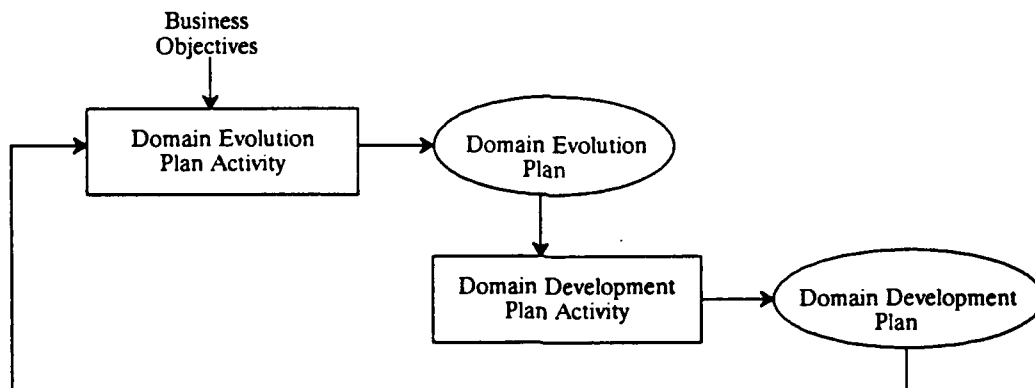 Business
Objectives
Domain Evolution
Plan Activity
Domain Evolution
Plan
Domain Development
Plan Activity
Domain Development
Plan